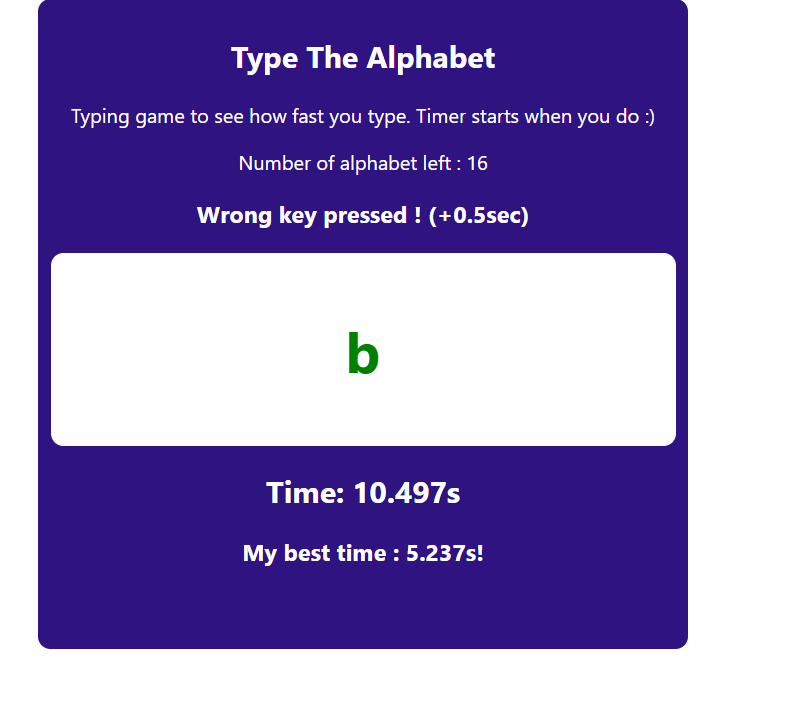 Type The Alphabet
Typing game to see how fast you type. Timer starts when you do :)
Number of alphabet left : 16
Wrong key pressed ! (+0.5sec)
b
Time: 10.497s
My best time : 5.237s!